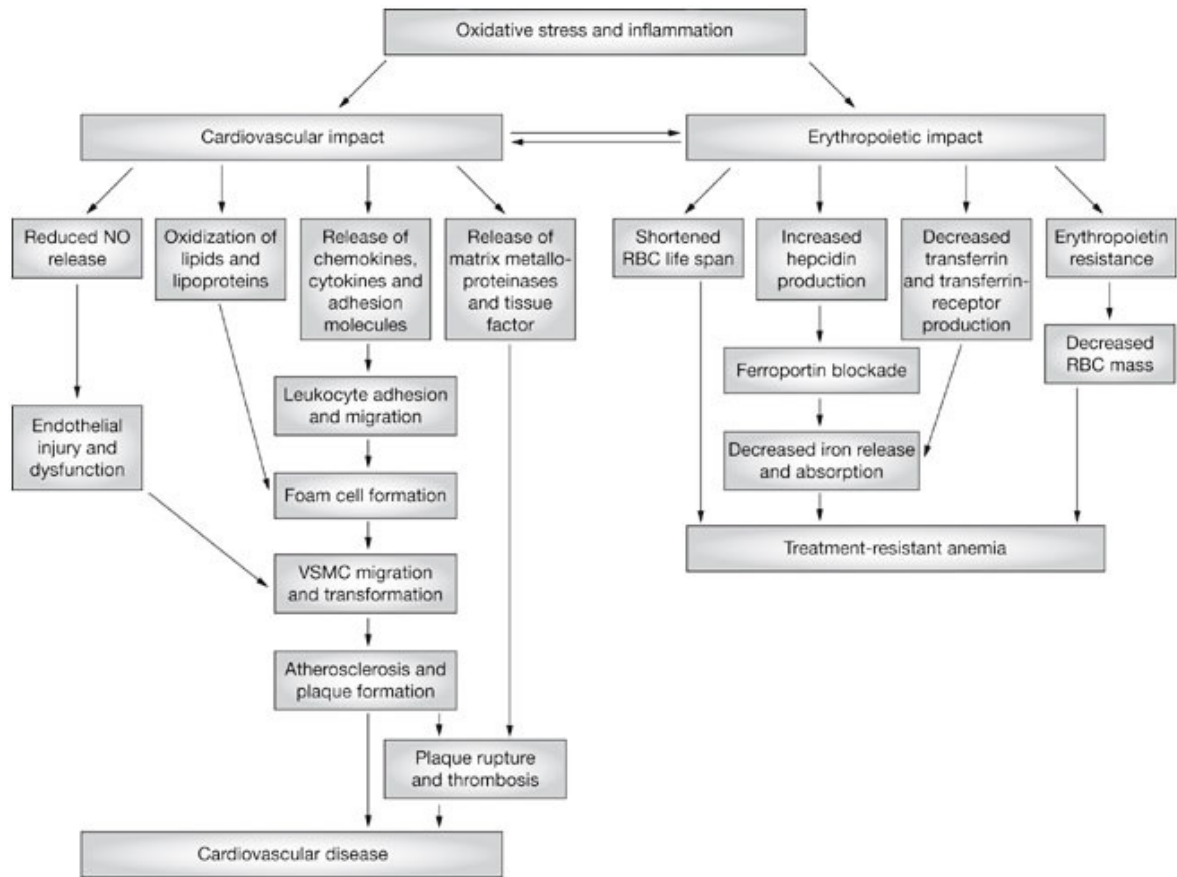 Oxidative stress and inflammation
Cardiovascular impact
Erythropoietic impact
Reduced NO
release
Oxidization of
lipids and
lipoproteins
Release of
chemokines,
cytokines and
adhesion
molecules
Release of
matrix metallo-
proteinases
and tissue
factor
Shortened
RBC life span
Increased
hepcidin
production
Decreased
transferrin
and transferrin-
receptor
production
Erythropoietin
resistance
Decreased
RBC mass
Ferroportin blockade
Leukocyte adhesion
and migration
Endothelial
injury and
dysfunction
Decreased iron release
and absorption
Foam cell formation
Treatment-resistant anemia
VSMC migration
and transformation
Atherosclerosis and
plaque formation
Plaque rupture
and thrombosis
Cardiovascular disease